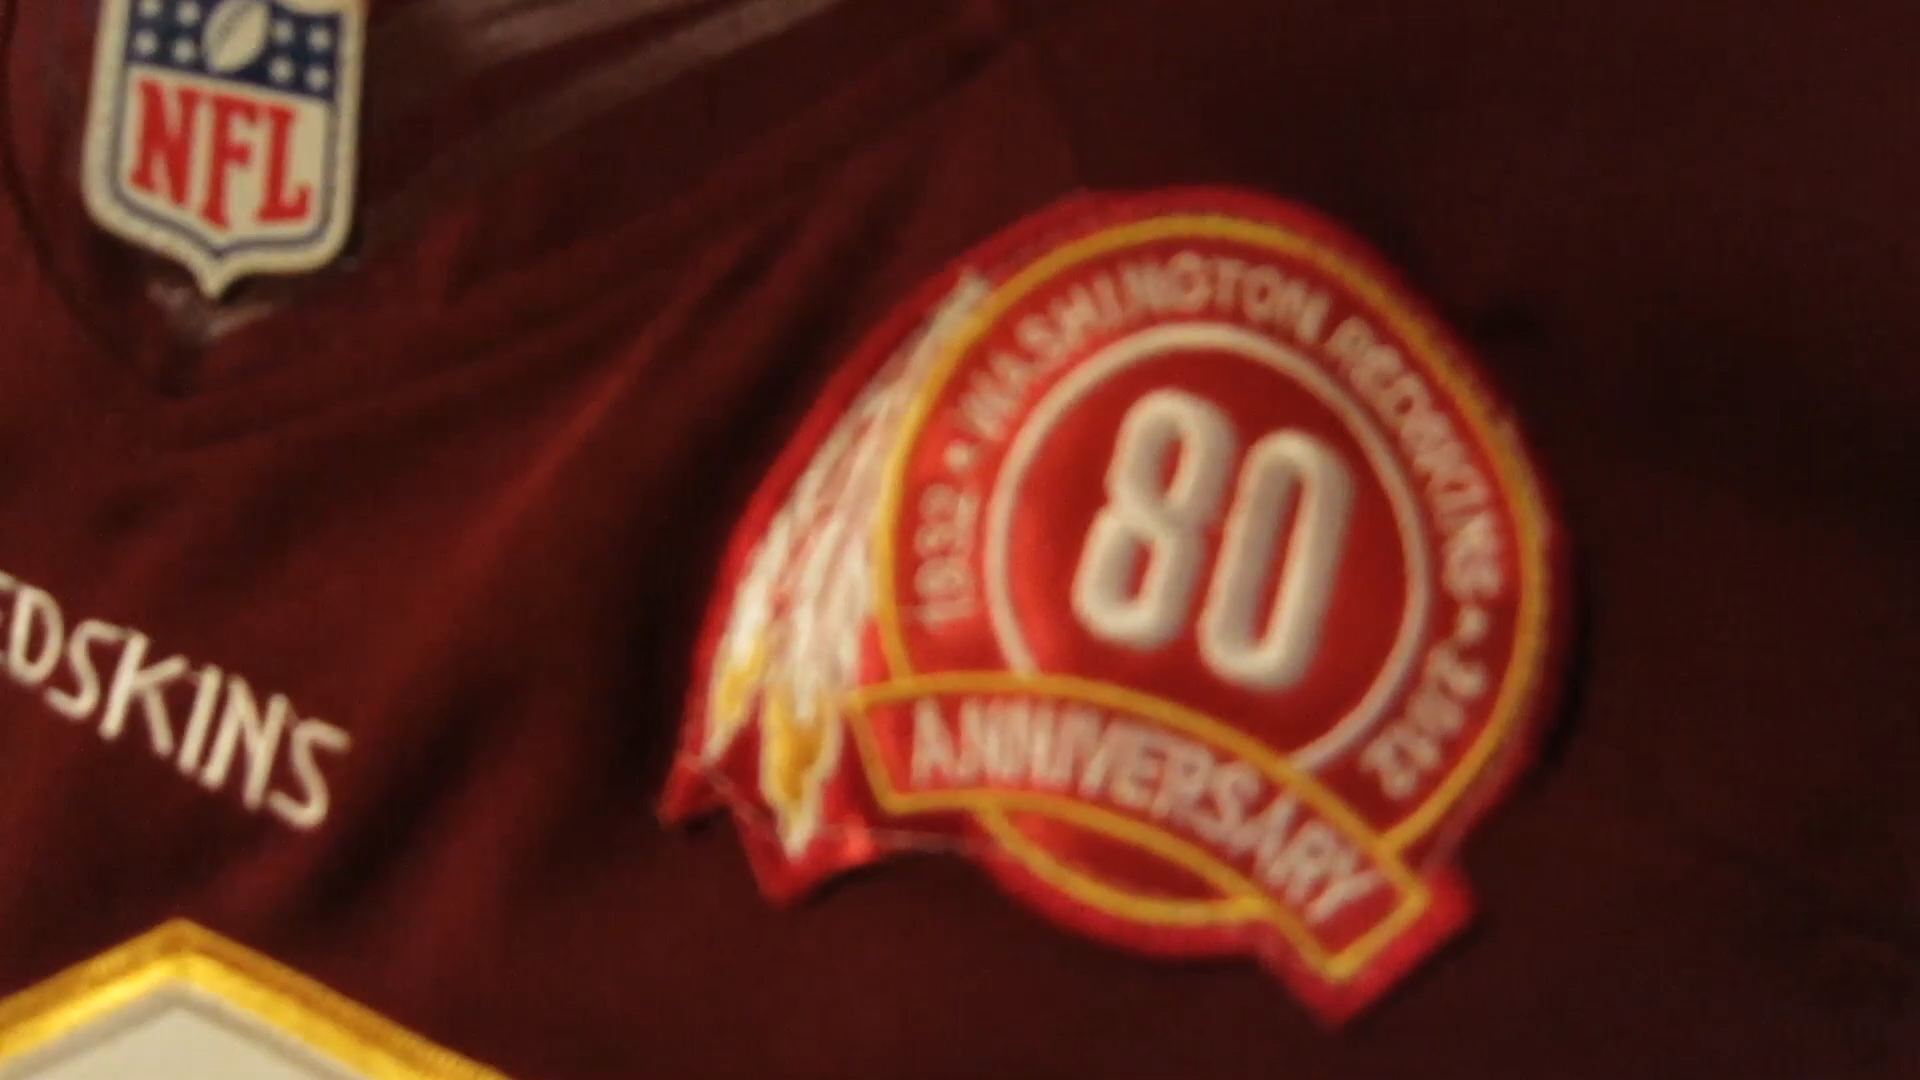 NFL
1932 • WASHINGTON REDSKINS • 2012
80
ANNIVERSARY
EDSKINS